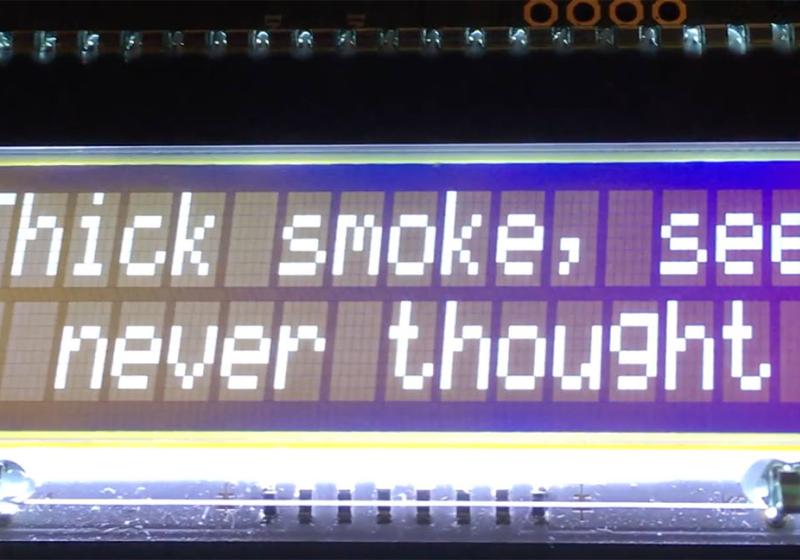 Thick smoke, see
never thought